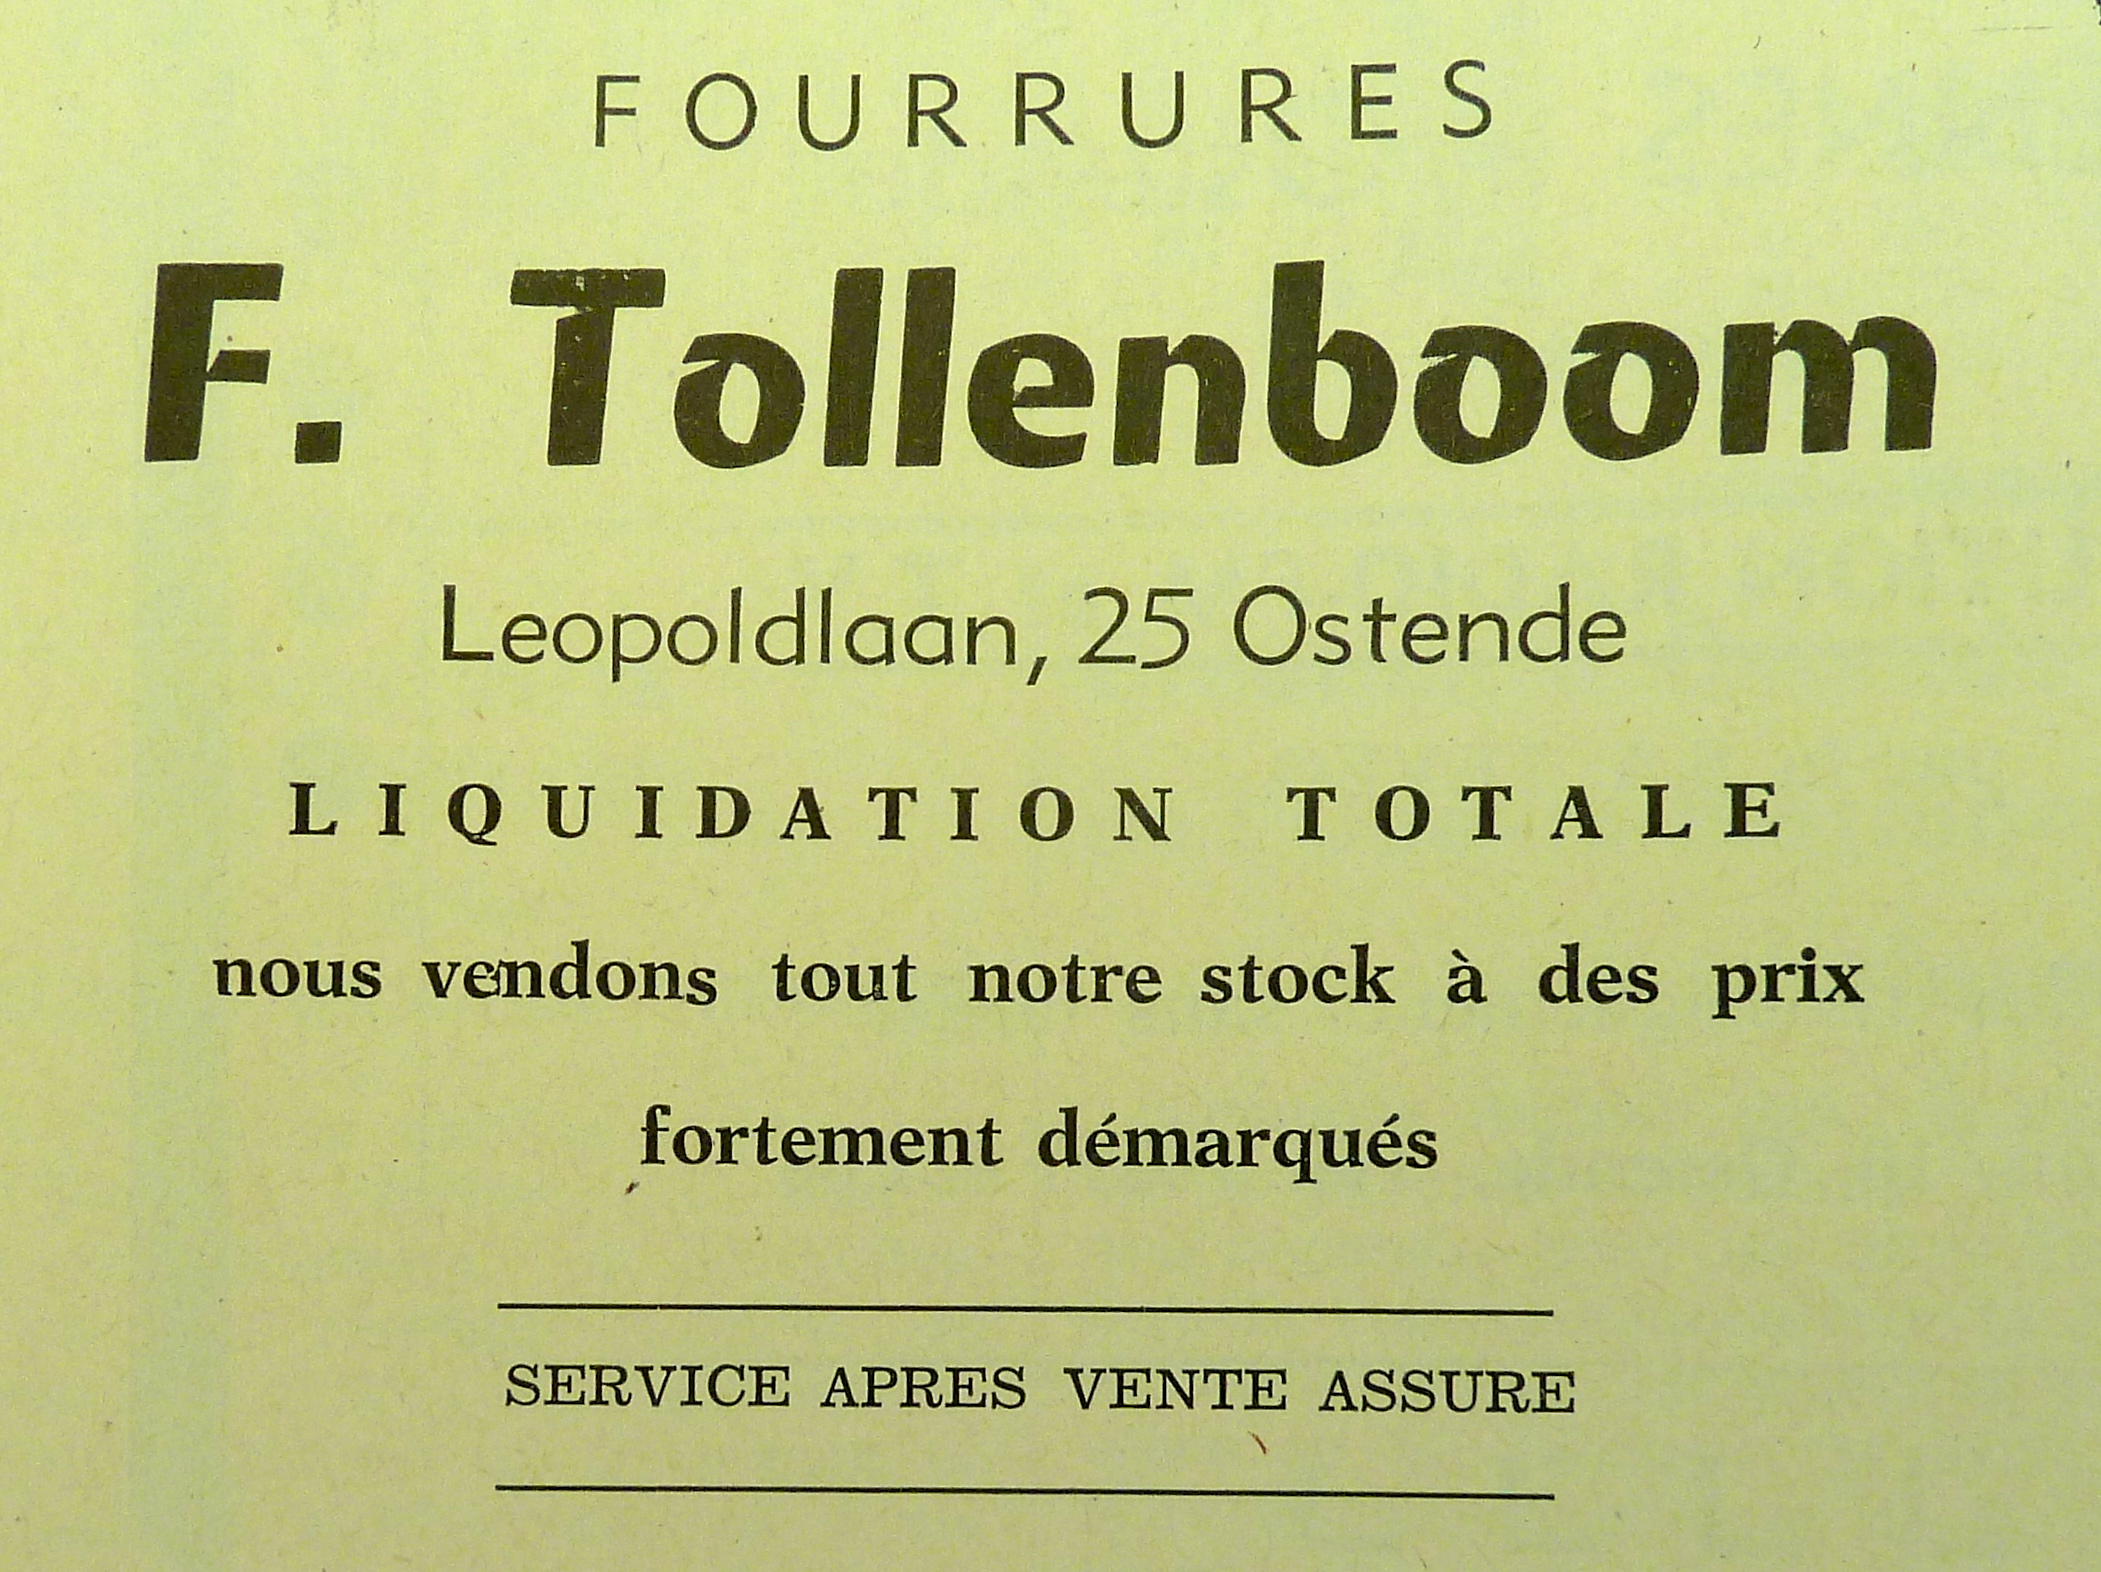 FOURRURES
F. Tollenboom
Leopoldlaan, 25 Ostende
LIQUIDATION TOTALE
nous vendons tout notre stock à des prix
fortement démarqués
SERVICE APRES VENTE ASSURE